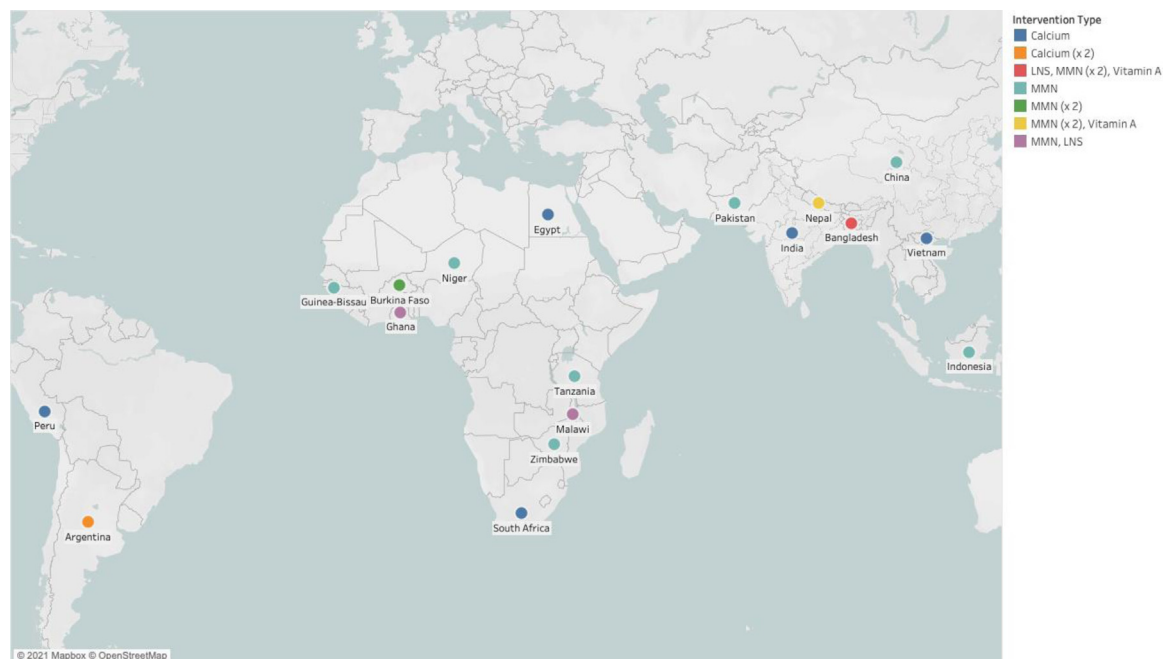 Intervention Type
Calcium
Calcium (x 2)
LNS, MMN (x 2), Vitamin A
MMN
MMN (x 2)
MMN (x 2), Vitamin A
MMN, LNS
China
Pakistan
Nepal
Egypt
Bangladesh
India
Vietnam
Niger
Guinea-Bissau
Burkina Faso
Ghana
Indonesia
Tanzania
Peru
Malawi
Zimbabwe
South Africa
Argentina
© 2021 Mapbox © OpenStreetMap